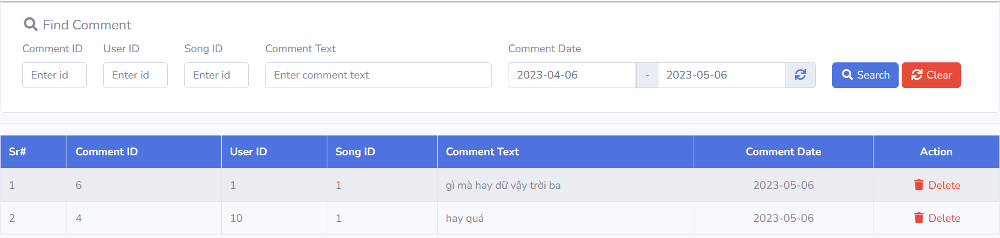 Find Comment
Comment ID User ID Song ID Comment Text Comment Date
Enter id Enter id Enter id Enter comment text 2023-04-06 - 2023-05-06 Search Clear
Sr# Comment ID User ID Song ID Comment Text Comment Date Action
1 6 1 1 gì mà hay dữ vậy trời ba 2023-05-06 Delete
2 4 10 1 hay quá 2023-05-06 Delete